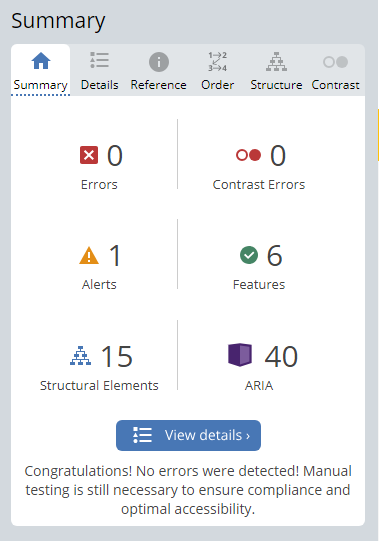 Summary
Summary Details Reference Order Structure Contrast
0 0
Errors Contrast Errors
1 6
Alerts Features
15 40
Structural Elements ARIA
View details ›
Congratulations! No errors were detected! Manual
testing is still necessary to ensure compliance and
optimal accessibility.